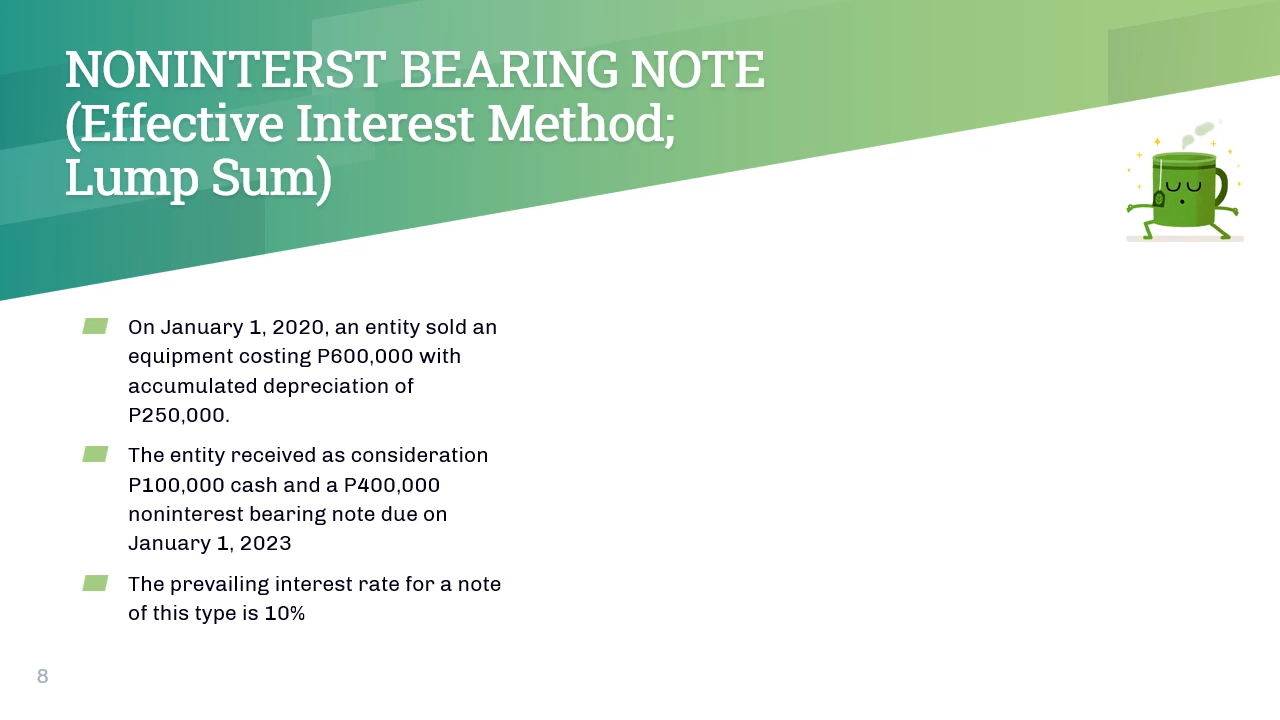 NONINTERST BEARING NOTE
(Effective Interest Method;
Lump Sum)
On January 1, 2020, an entity sold an
equipment costing P600,000 with
accumulated depreciation of
P250,000.
The entity received as consideration
P100,000 cash and a P400,000
noninterest bearing note due on
January 1, 2023
The prevailing interest rate for a note
of this type is 10%
8